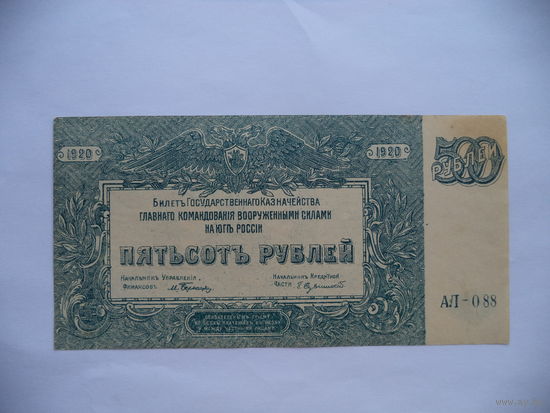 1920
1920
500
РУБЛЕЙ
Билетъ Государственнаго Казначейства
Главнаго Командованія Вооруженными Силами
на Югѣ Россіи
ПЯТЬСОТЪ РУБЛЕЙ
Начальникъ Управленія
Финансовъ
Начальникъ Кредитной
Части
АЛ-088